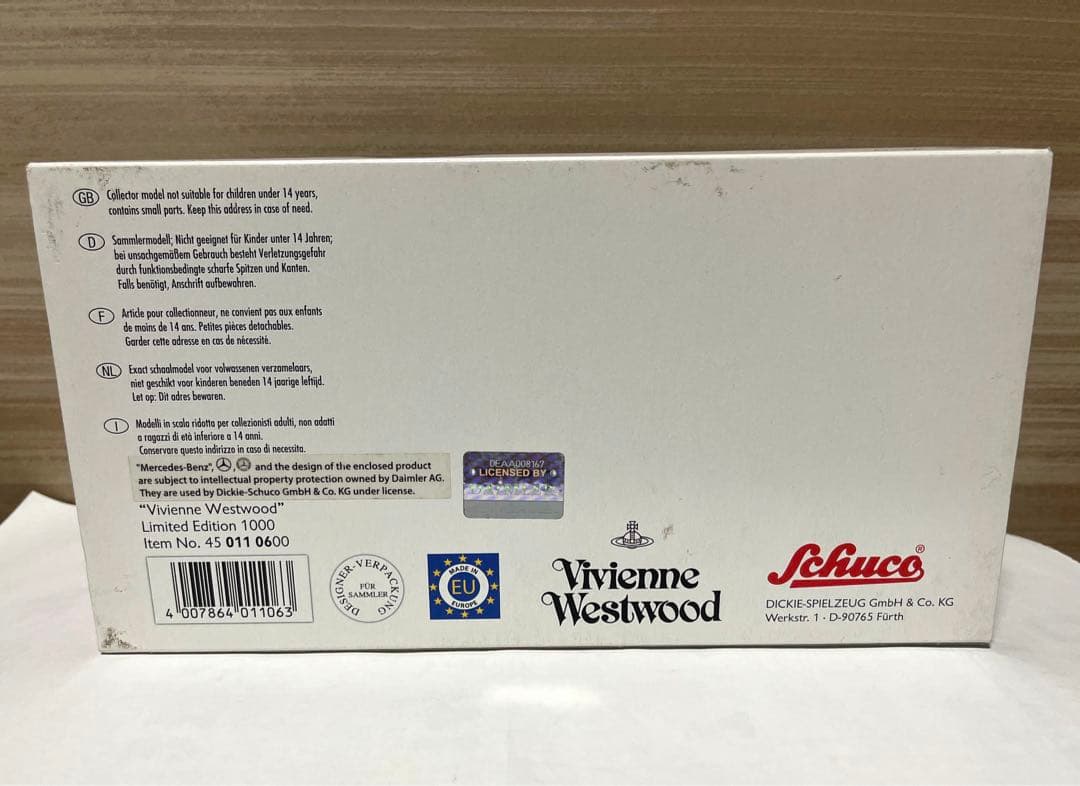 GB Collector model not suitable for children under 14 years,
contains small parts. Keep this address in case of need.
D Sammlermodell; Nicht geeignet für Kinder unter 14 Jahren;
bei unsachgemäßem Gebrauch besteht Verletzungsgefahr
durch funktionsbedingte scharfe Spitzen und Kanten.
Falls benötigt, Anschrift aufbewahren.
F Article pour collectionneur, ne convient pas aux enfants
de moins de 14 ans. Petites pièces detachables.
Garder cette adresse en cas de nécessité.
NL Exact schaalmodel voor volwassenen verzamelaars,
niet geschikt voor kinderen beneden 14 jaarige leftijd.
Let op: Dit adres bewaren.
I Modelli in scala ridotta per collezionisti adulti, non adatti
a ragazzi di età inferiore a 14 anni.
Conservare questo indirizzo in caso di necessita.
"Mercedes-Benz", , and the design of the enclosed product
are subject to intellectual property protection owned by Daimler AG.
They are used by Dickie-Schuco GmbH & Co. KG under license.
DEAA008167
LICENSED BY
DAIMLER
"Vivienne Westwood"
Limited Edition 1000
Item No. 45 011 0600
4 007864 011063
DESIGNER-VERPACKUNG
FÜR
SAMMLER
MADE IN
EU
EUROPE
Vivienne
Westwood
Schuco®
DICKIE-SPIELZEUG GmbH & Co. KG
Werkstr. 1 · D-90765 Fürth